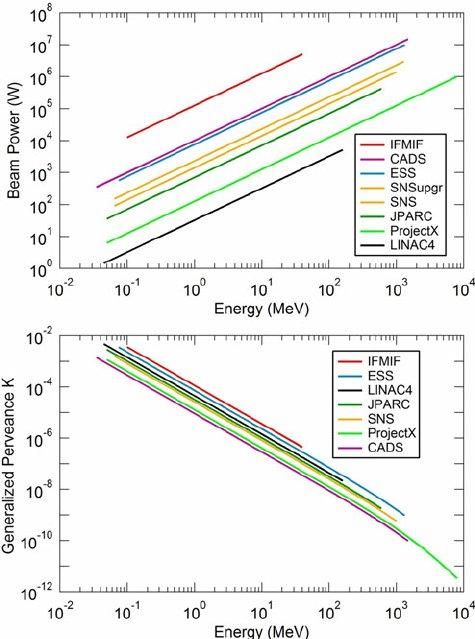 10^8
10^7
10^6
10^5
10^4
10^3
10^2
10^1
10^0
Beam Power (W)
IFMIF
CADS
ESS
SNSupgr
SNS
JPARC
ProjectX
LINAC4
10^-2 10^-1 10^0 10^1 10^2 10^3 10^4
Energy (MeV)
10^-2
10^-4
10^-6
10^-8
10^-10
10^-12
Generalized Perveance K
IFMIF
ESS
LINAC4
JPARC
SNS
ProjectX
CADS
10^-2 10^-1 10^0 10^1 10^2 10^3 10^4
Energy (MeV)